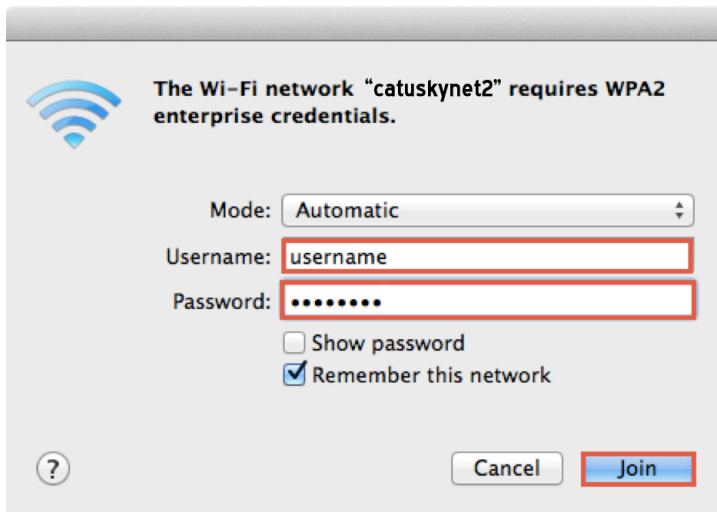 The Wi-Fi network “catuskynet2” requires WPA2
enterprise credentials.
Mode: Automatic
Username: username
Password: ••••••••
Show password
Remember this network
? Cancel Join